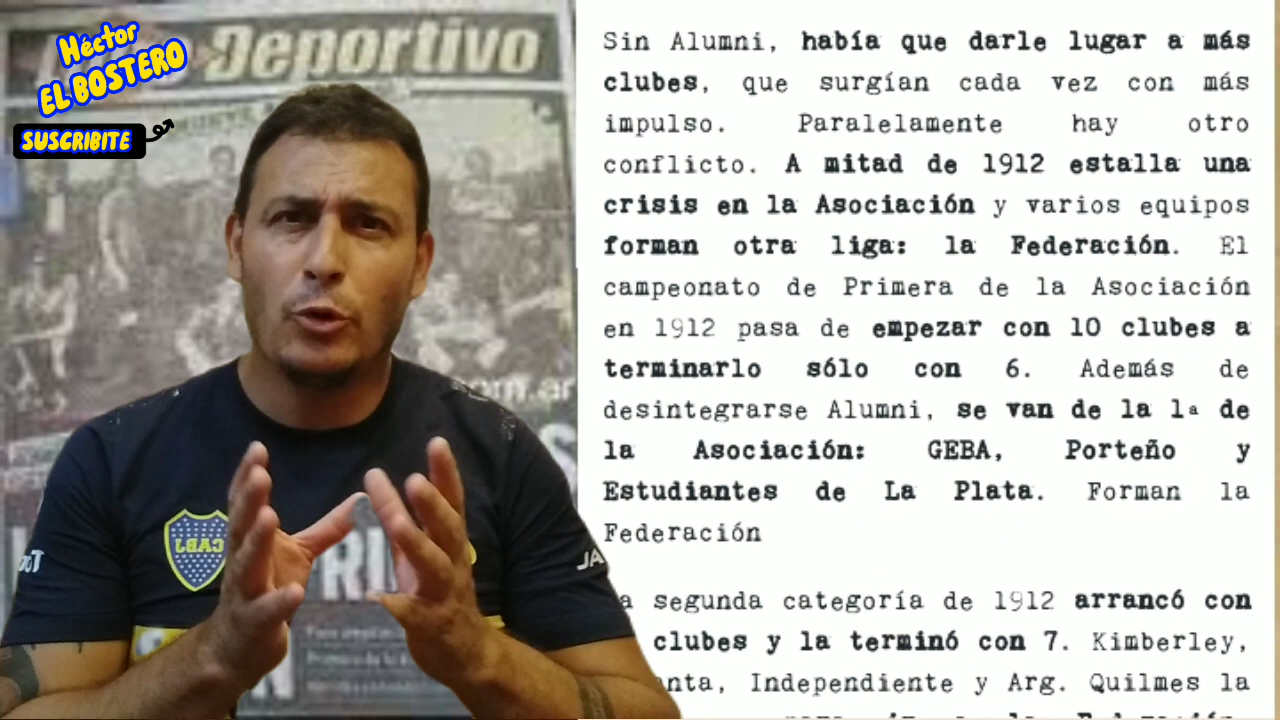 Deportivo
Héctor
EL BOSTERO
SUSCRIBITE
CABJ
Sin Alumni, había que darle lugar a más
clubes, que surgían cada vez con más
impulso. Paralelamente hay otro
conflicto. A mitad de 1912 estalla una
crisis en la Asociación y varios equipos
forman otra liga: la Federación. El
campeonato de Primera de la Asociación
en 1912 pasa de empezar con 10 clubes a
terminarlo sólo con 6. Además de
desintegrarse Alumni, se van de la 1ª de
la Asociación: GEBA, Porteño y
Estudiantes de La Plata. Forman la
Federación
segunda categoría de 1912 arrancó con
clubes y la terminó con 7. Kimberley,
Independiente y Arg. Quilmes la